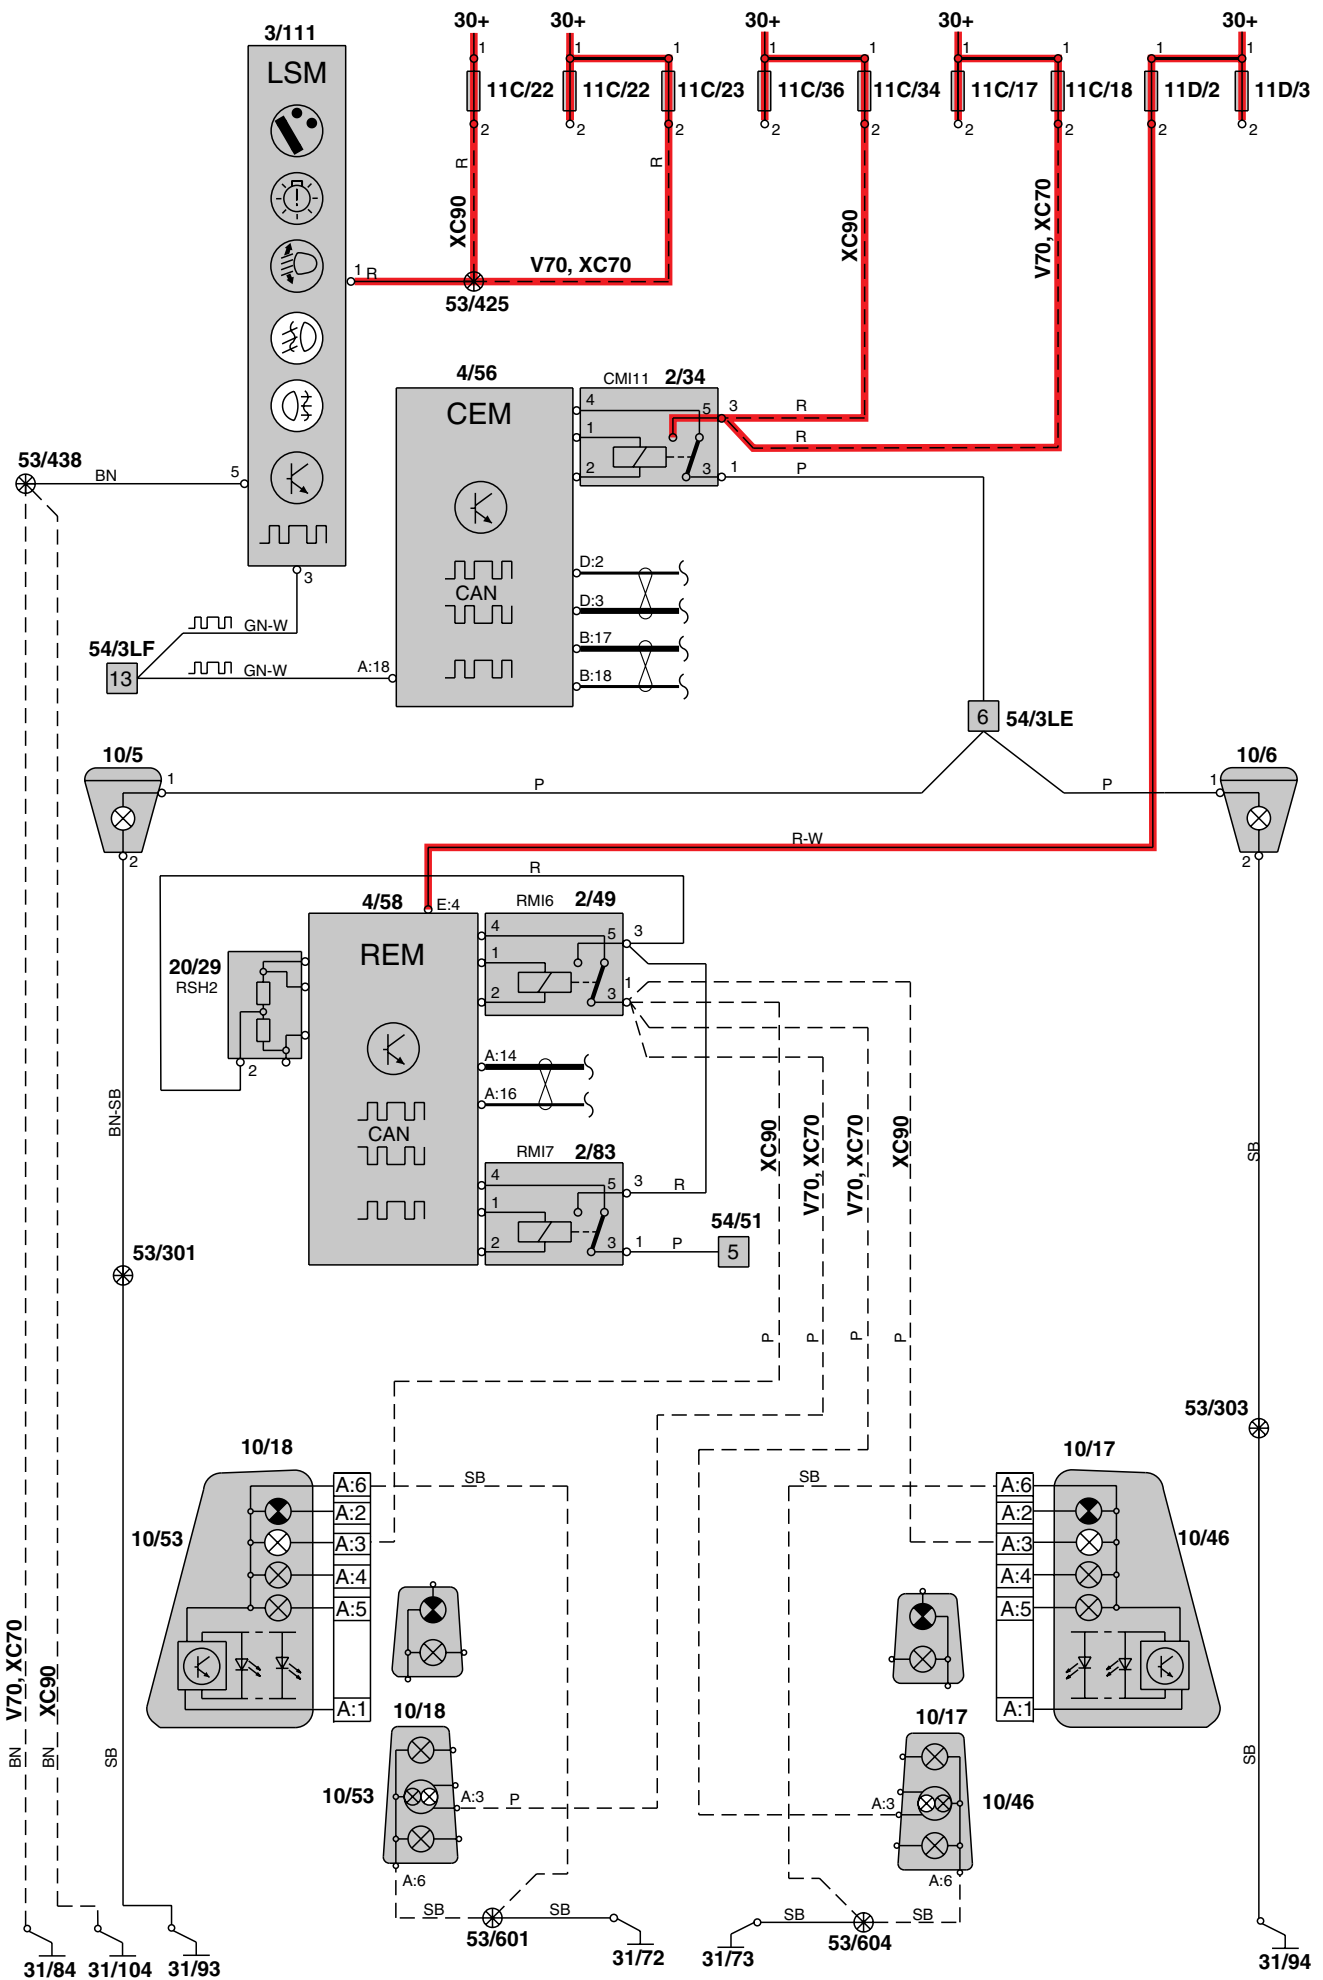 30+ 30+ 30+ 30+ 30+
3/111
LSM
1 1 1 1 1 1 1 1 1
11C/22 11C/22 11C/23 11C/36 11C/34 11C/17 11C/18 11D/2 11D/3
2 2 2 2 2 2 2 2 2
R R
XC90 XC90 V70, XC70
1 R
V70, XC70
53/425
4/56 CMI11 2/34
CEM
4 5 3 R
1 R
2 3 1 P
53/438
BN 5
3
D:2
CAN
D:3
B:17
B:18
GN-W
54/3LF
13 GN-W A:18
6 54/3LE
10/5 10/6
1 P P 1
2 2
R-W
R
4/58 E:4 RMI6 2/49
REM
4 5 3
1
2 3 1
20/29
RSH2
2
A:14
A:16
CAN
BN-SB
XC90 V70, XC70 V70, XC70 XC90
SB
RMI7 2/83
4 5 3 R
1
2 3 1 P
54/51
5
53/301
P P P P
53/303
10/18 10/17
A:6 SB SB A:6
A:2 A:2
10/53 A:3 A:3 10/46
A:4 A:4
A:5 A:5
A:1 A:1
V70, XC70 XC90
BN BN SB SB
10/18 10/17
10/53 A:3 P A:3 10/46
A:6 A:6
SB SB SB SB
53/601 53/604
31/84 31/104 31/93 31/72 31/73 31/94